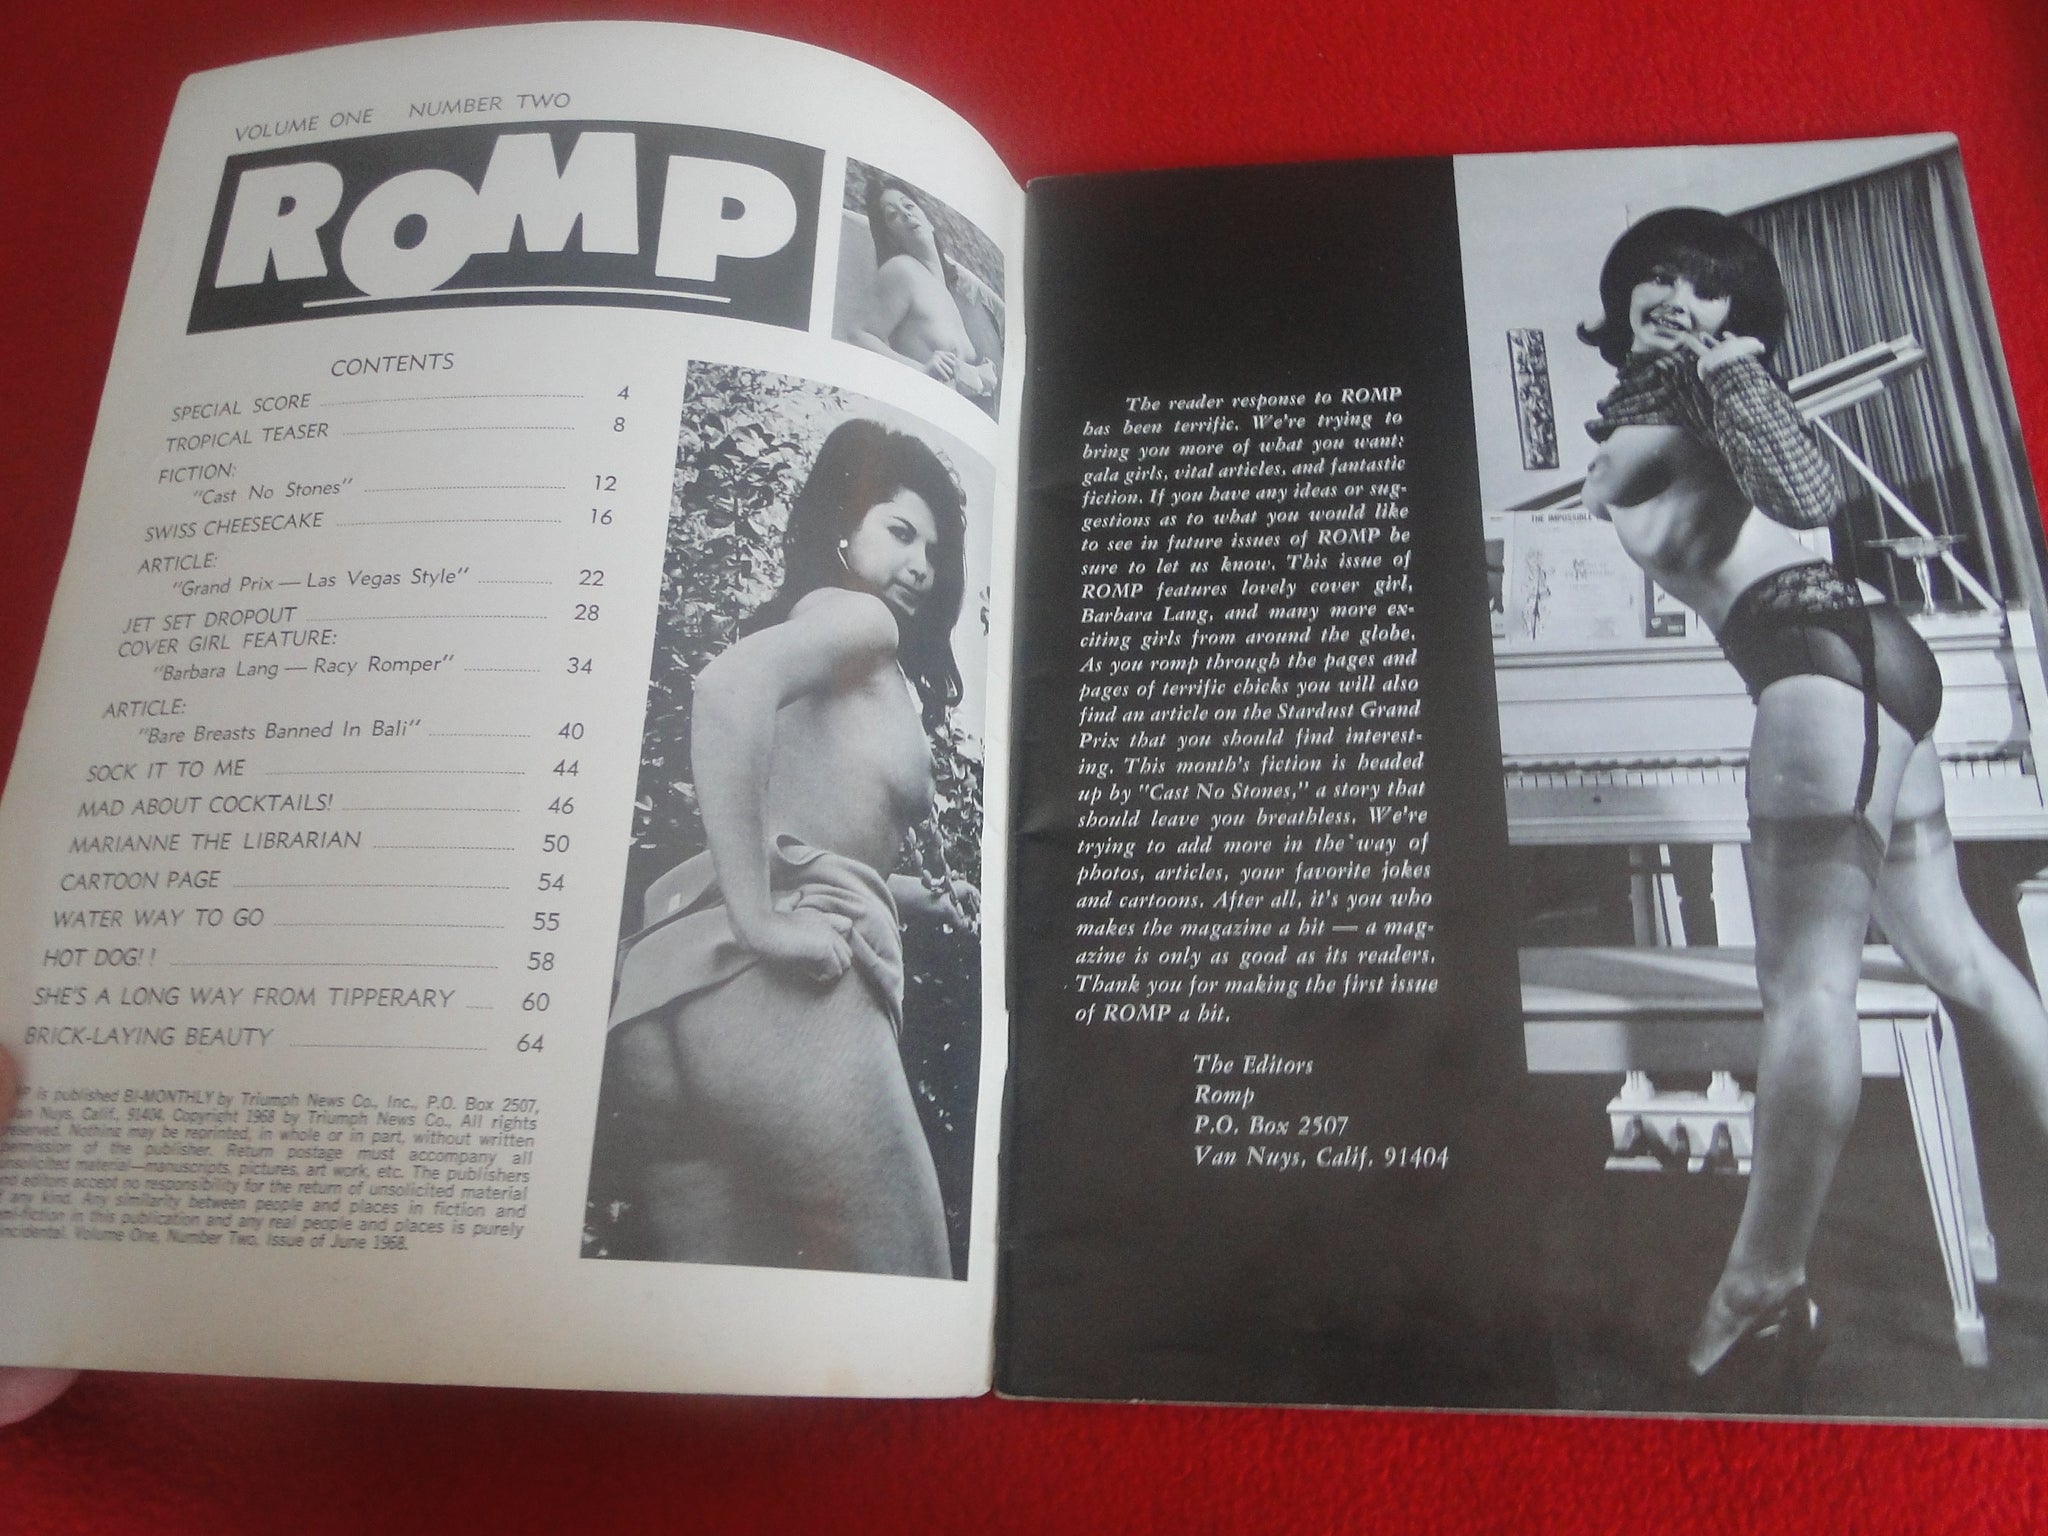 VOLUME ONE NUMBER TWO
ROMP
CONTENTS
SPECIAL SCORE 4
TROPICAL TEASER 8
FICTION:
"Cast No Stones" 12
SWISS CHEESECAKE 16
ARTICLE:
"Grand Prix — Las Vegas Style" 22
JET SET DROPOUT 28
COVER GIRL FEATURE:
"Barbara Lang — Racy Romper" 34
ARTICLE:
"Bare Breasts Banned In Bali" 40
SOCK IT TO ME 44
MAD ABOUT COCKTAILS! 46
MARIANNE THE LIBRARIAN 50
CARTOON PAGE 54
WATER WAY TO GO 55
HOT DOG!! 58
SHE'S A LONG WAY FROM TIPPERARY 60
BRICK-LAYING BEAUTY 64
is published BI-MONTHLY by Triumph News Co., Inc., P.O. Box 2507,
Nuys, Calif., 91404. Copyright 1968 by Triumph News Co., All rights
reserved. Nothing may be reprinted, in whole or in part, without written
permission of the publisher. Return postage must accompany all
unsolicited material—manuscripts, pictures, art work, etc. The publishers
and editors accept no responsibility for the return of unsolicited material
of any kind. Any similarity between people and places in fiction and
semi-fiction in this publication and any real people and places is purely
incidental. Volume One, Number Two, Issue of June 1968.
The reader response to ROMP
has been terrific. We're trying to
bring you more of what you want:
gala girls, vital articles, and fantastic
fiction. If you have any ideas or sug-
gestions as to what you would like
to see in future issues of ROMP be
sure to let us know. This issue of
ROMP features lovely cover girl,
Barbara Lang, and many more ex-
citing girls from around the globe.
As you romp through the pages and
pages of terrific chicks you will also
find an article on the Stardust Grand
Prix that you should find interest-
ing. This month's fiction is headed
up by "Cast No Stones," a story that
should leave you breathless. We're
trying to add more in the way of
photos, articles, your favorite jokes
and cartoons. After all, it's you who
makes the magazine a hit — a mag-
azine is only as good as its readers.
Thank you for making the first issue
of ROMP a hit.
The Editors
Romp
P.O. Box 2507
Van Nuys, Calif. 91404
THE IMPOSSIBLE